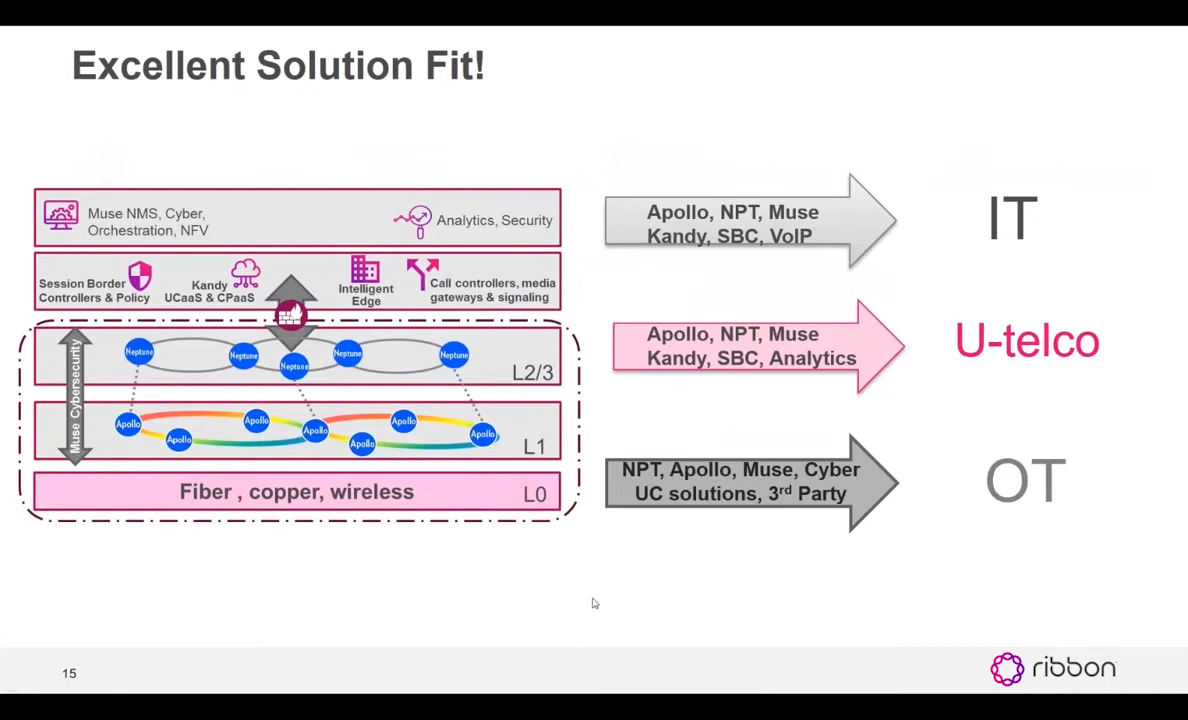 Excellent Solution Fit!
Muse NMS, Cyber,
Orchestration, NFV
Analytics, Security
Session Border
Controllers & Policy
Kandy
UCaaS & CPaaS
Intelligent
Edge
Call controllers, media
gateways & signaling
Muse Cybersecurity
Neptune
Neptune
Neptune
Neptune
Neptune
L2/3
Apollo
Apollo
Apollo
Apollo
Apollo
Apollo
Apollo
L1
Fiber , copper, wireless
L0
Apollo, NPT, Muse
Kandy, SBC, VoIP
IT
Apollo, NPT, Muse
Kandy, SBC, Analytics
U-telco
NPT, Apollo, Muse, Cyber
UC solutions, 3rd Party
OT
15
ribbon